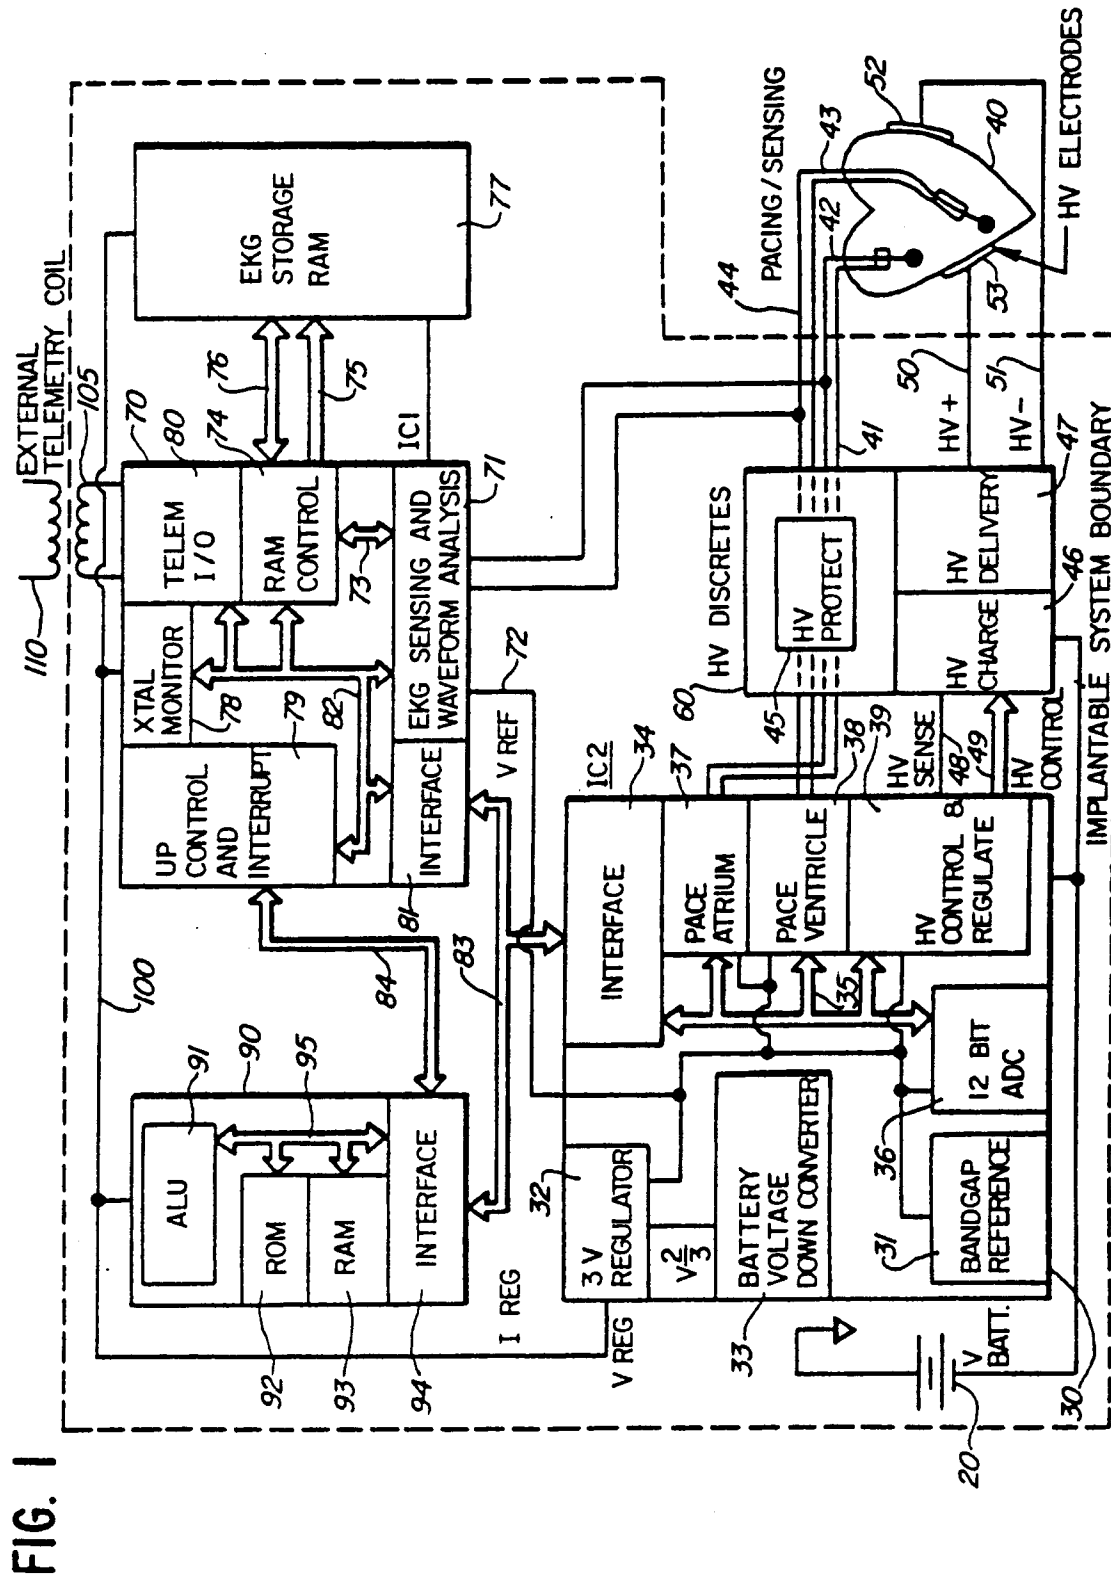 FIG. 1
EXTERNAL
TELEMETRY COIL
110
105
100
90
91
ALU
95
ROM
RAM
INTERFACE
92
93
94
84
UP CONTROL
AND
INTERRUPT
79
XTAL
MONITOR
78
TELEM
I/O
80
70
RAM
CONTROL
74
82
73
INTERFACE
81
EKG SENSING AND
WAVEFORM ANALYSIS
71
IC1
76
75
EKG
STORAGE
RAM
77
83
V REF
72
I REG
V REG
32
3 V
REGULATOR
V 2/3
BATTERY
VOLTAGE
DOWN CONVERTER
33
INTERFACE
34
IC2
PACE
ATRIUM
37
PACE
VENTRICLE
38
HV
CONTROL &
REGULATE
39
35
12 BIT
ADC
36
BANDGAP
REFERENCE
31
30
V
BATT.
20
HV
SENSE
48
49
HV
CONTROL
HV DISCRETES
60
HV
PROTECT
45
HV
CHARGE
46
HV
DELIVERY
47
41
44
PACING/SENSING
42
43
HV+
50
HV-
51
52
40
53
HV ELECTRODES
IMPLANTABLE SYSTEM BOUNDARY